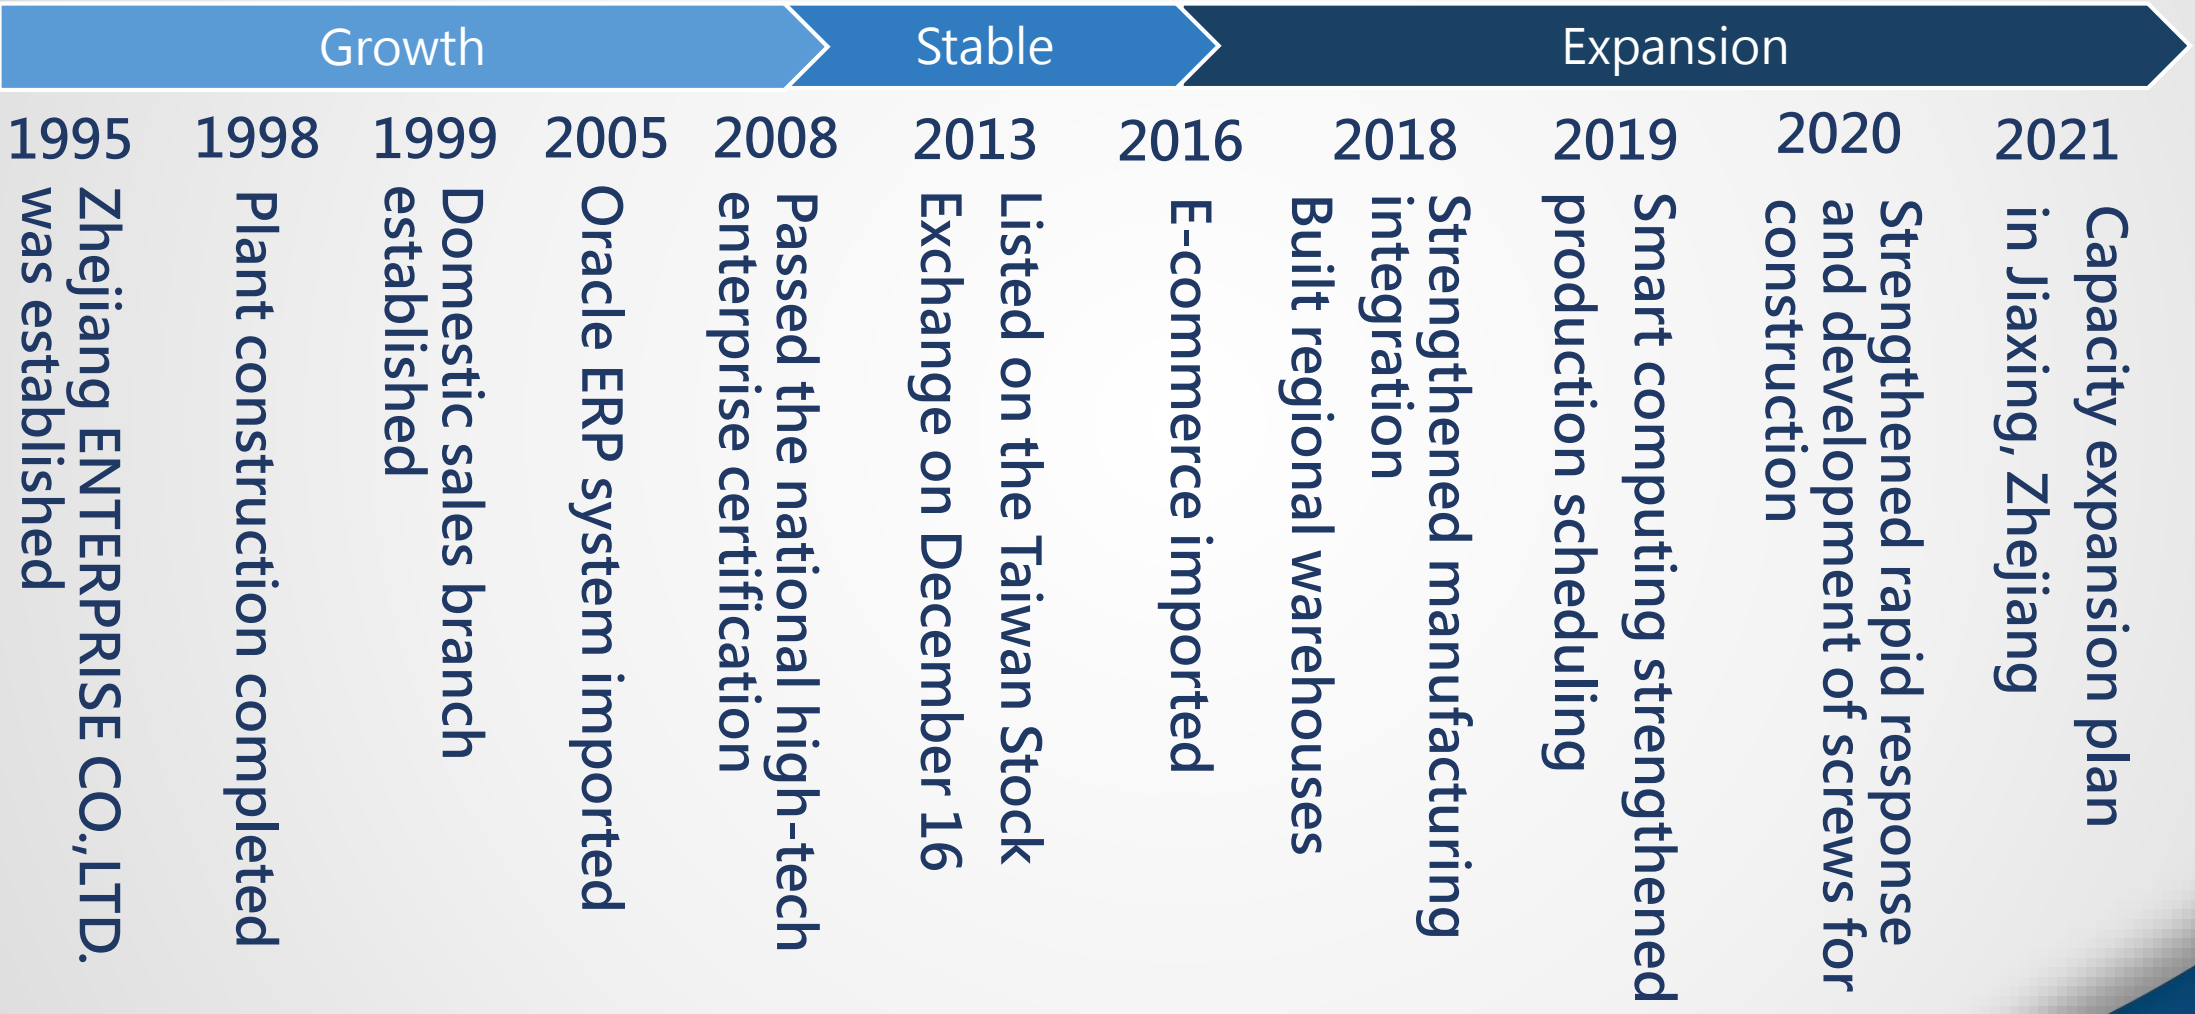 Growth
Stable
Expansion
1995
Zhejiang ENTERPRISE CO.,LTD.
was established
1998
Plant construction completed
1999
Domestic sales branch
established
2005
Oracle ERP system imported
2008
Passed the national high-tech
enterprise certification
2013
Listed on the Taiwan Stock
Exchange on December 16
2016
E-commerce imported
2018
Strengthened manufacturing
integration
Built regional warehouses
2019
Smart computing strengthened
production scheduling
2020
Strengthened rapid response
and development of screws for
construction
2021
Capacity expansion plan
in Jiaxing, Zhejiang